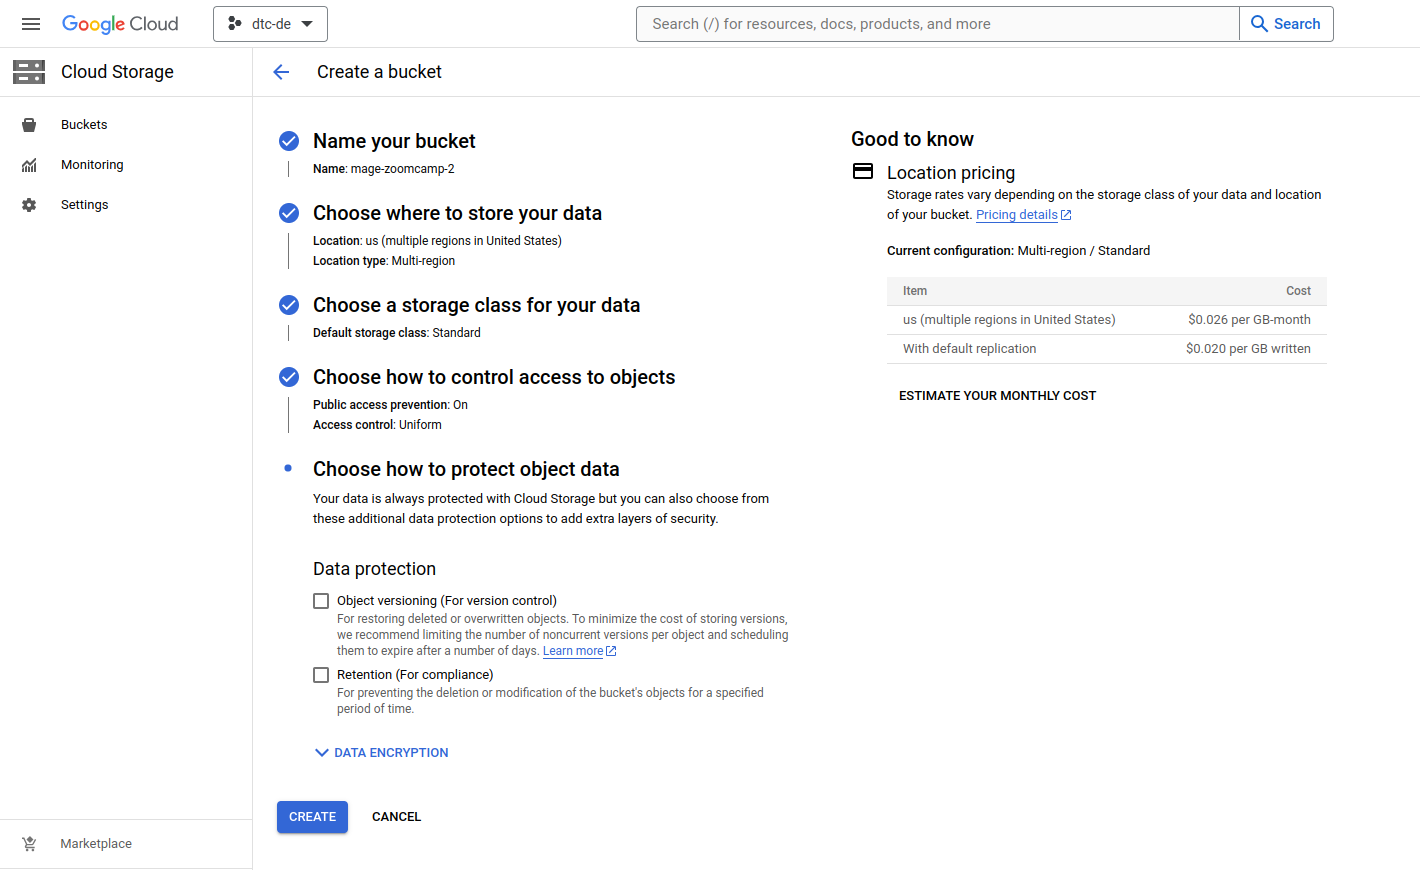 Google Cloud
dtc-de
Search (/) for resources, docs, products, and more
Search
Cloud Storage
Create a bucket
Buckets
Monitoring
Settings
Marketplace
Name your bucket
Name: mage-zoomcamp-2
Choose where to store your data
Location: us (multiple regions in United States)
Location type: Multi-region
Choose a storage class for your data
Default storage class: Standard
Choose how to control access to objects
Public access prevention: On
Access control: Uniform
Choose how to protect object data
Your data is always protected with Cloud Storage but you can also choose from
these additional data protection options to add extra layers of security.
Data protection
Object versioning (For version control)
For restoring deleted or overwritten objects. To minimize the cost of storing versions,
we recommend limiting the number of noncurrent versions per object and scheduling
them to expire after a number of days. Learn more
Retention (For compliance)
For preventing the deletion or modification of the bucket's objects for a specified
period of time.
DATA ENCRYPTION
CREATE
CANCEL
Good to know
Location pricing
Storage rates vary depending on the storage class of your data and location
of your bucket. Pricing details
Current configuration: Multi-region / Standard
Item Cost
us (multiple regions in United States) $0.026 per GB-month
With default replication $0.020 per GB written
ESTIMATE YOUR MONTHLY COST